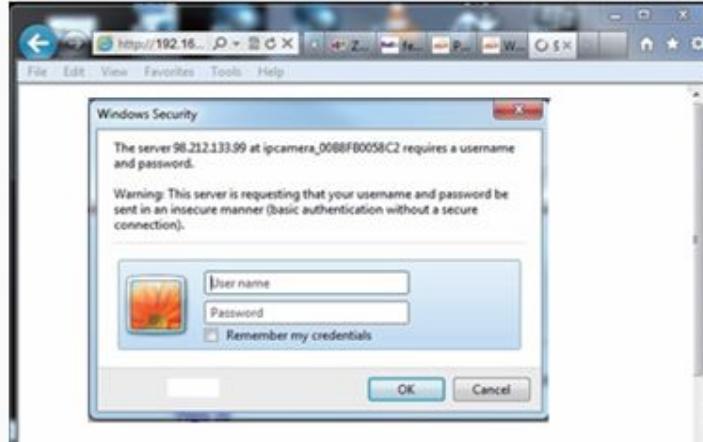 http://192.16...
Z...
fe...
P...
W...
File Edit View Favorites Tools Help
Windows Security
The server 98.212.133.99 at ipcamera_00B8FB0058C2 requires a username
and password.
Warning: This server is requesting that your username and password be
sent in an insecure manner (basic authentication without a secure
connection).
User name
Password
Remember my credentials
OK Cancel